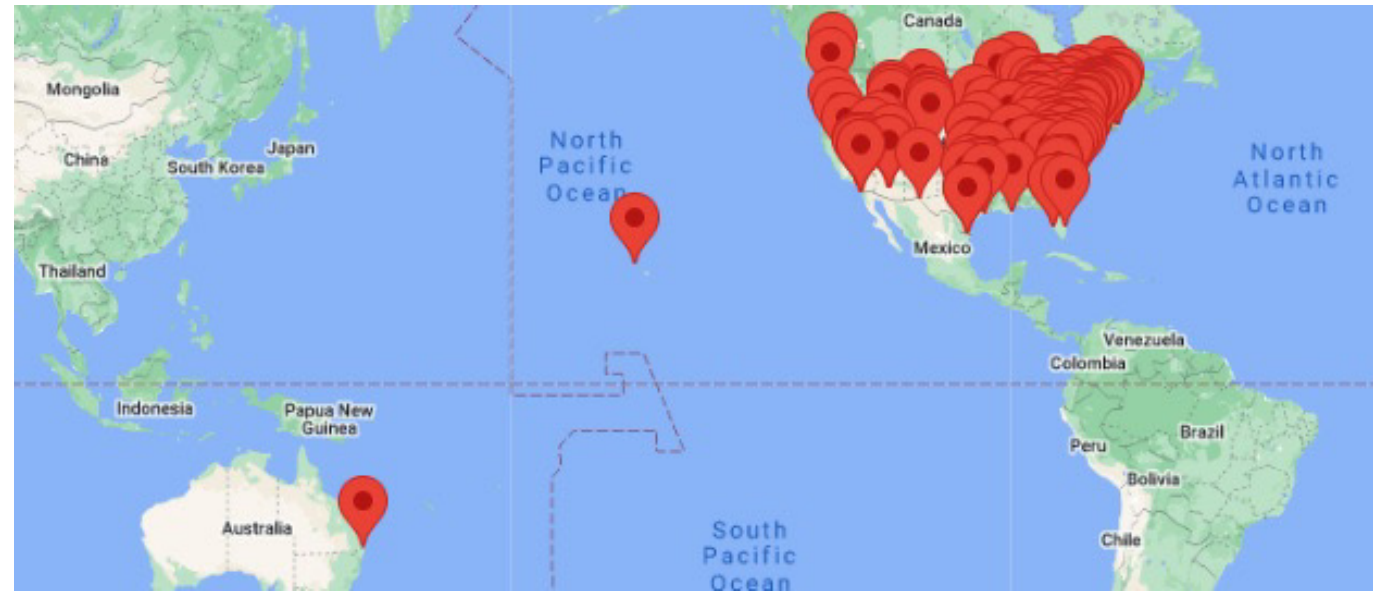 Canada
Mongolia
North
Pacific
Ocean
Japan
China
South Korea
North
Atlantic
Ocean
Mexico
Thailand
Venezuela
Colombia
Indonesia
Papua New
Guinea
Brazil
Peru
Bolivia
Australia
South
Pacific
Ocean
Chile